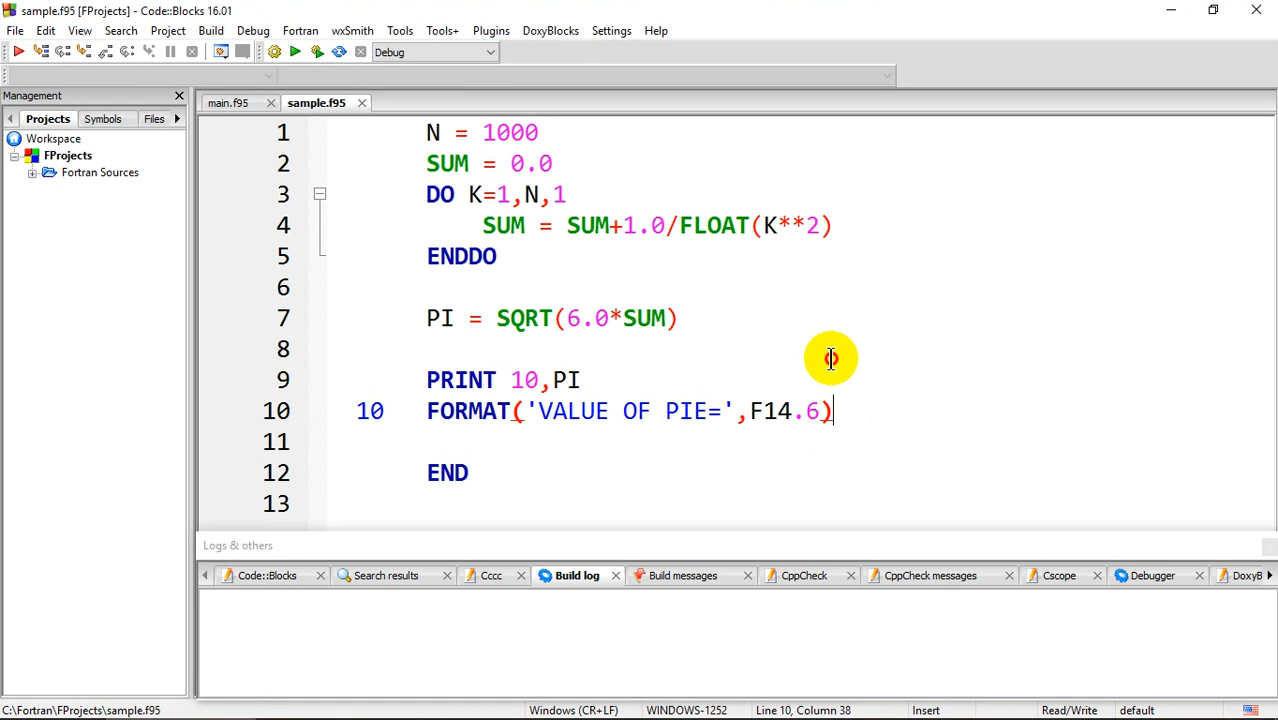 sample.f95 [FProjects] - Code::Blocks 16.01
File Edit View Search Project Build Debug Fortran wxSmith Tools Tools+ Plugins DoxyBlocks Settings Help
Debug
Management
main.f95 sample.f95
Projects Symbols Files
Workspace
FProjects
Fortran Sources
1 N = 1000
2 SUM = 0.0
3 DO K=1,N,1
4 SUM = SUM+1.0/FLOAT(K**2)
5 ENDDO
6
7 PI = SQRT(6.0*SUM)
8
9 PRINT 10,PI
10 10 FORMAT('VALUE OF PIE=',F14.6)
11
12 END
13
Logs & others
Code::Blocks Search results Cccc Build log Build messages CppCheck CppCheck messages Cscope Debugger DoxyBl
C:\Fortran\FProjects\sample.f95 Windows (CR+LF) WINDOWS-1252 Line 10, Column 38 Insert Read/Write default